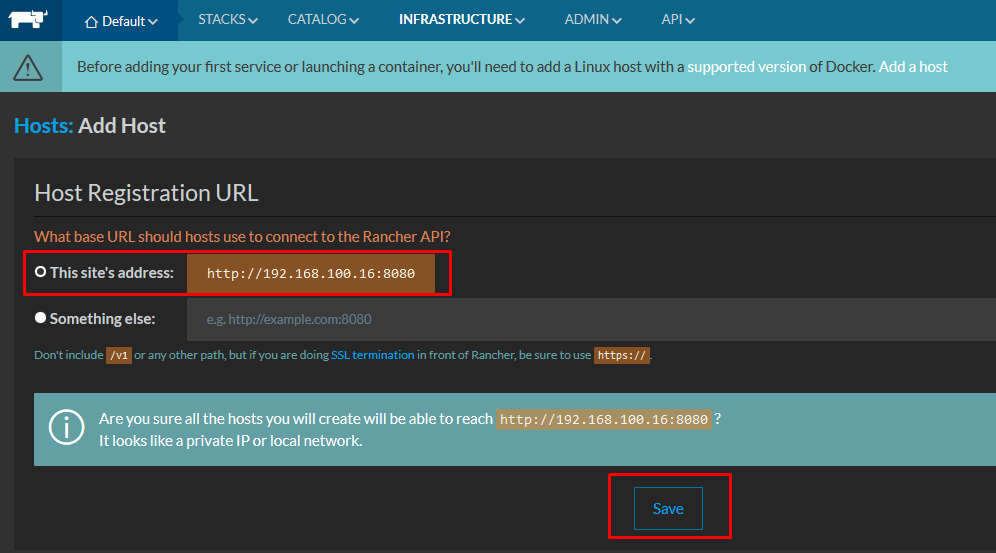 Default STACKS CATALOG INFRASTRUCTURE ADMIN API
Before adding your first service or launching a container, you'll need to add a Linux host with a supported version of Docker. Add a host
Hosts: Add Host
Host Registration URL
What base URL should hosts use to connect to the Rancher API?
This site's address: http://192.168.100.16:8080
Something else: e.g. http://example.com:8080
Don't include /v1 or any other path, but if you are doing SSL termination in front of Rancher, be sure to use https://.
Are you sure all the hosts you will create will be able to reach http://192.168.100.16:8080 ?
It looks like a private IP or local network.
Save